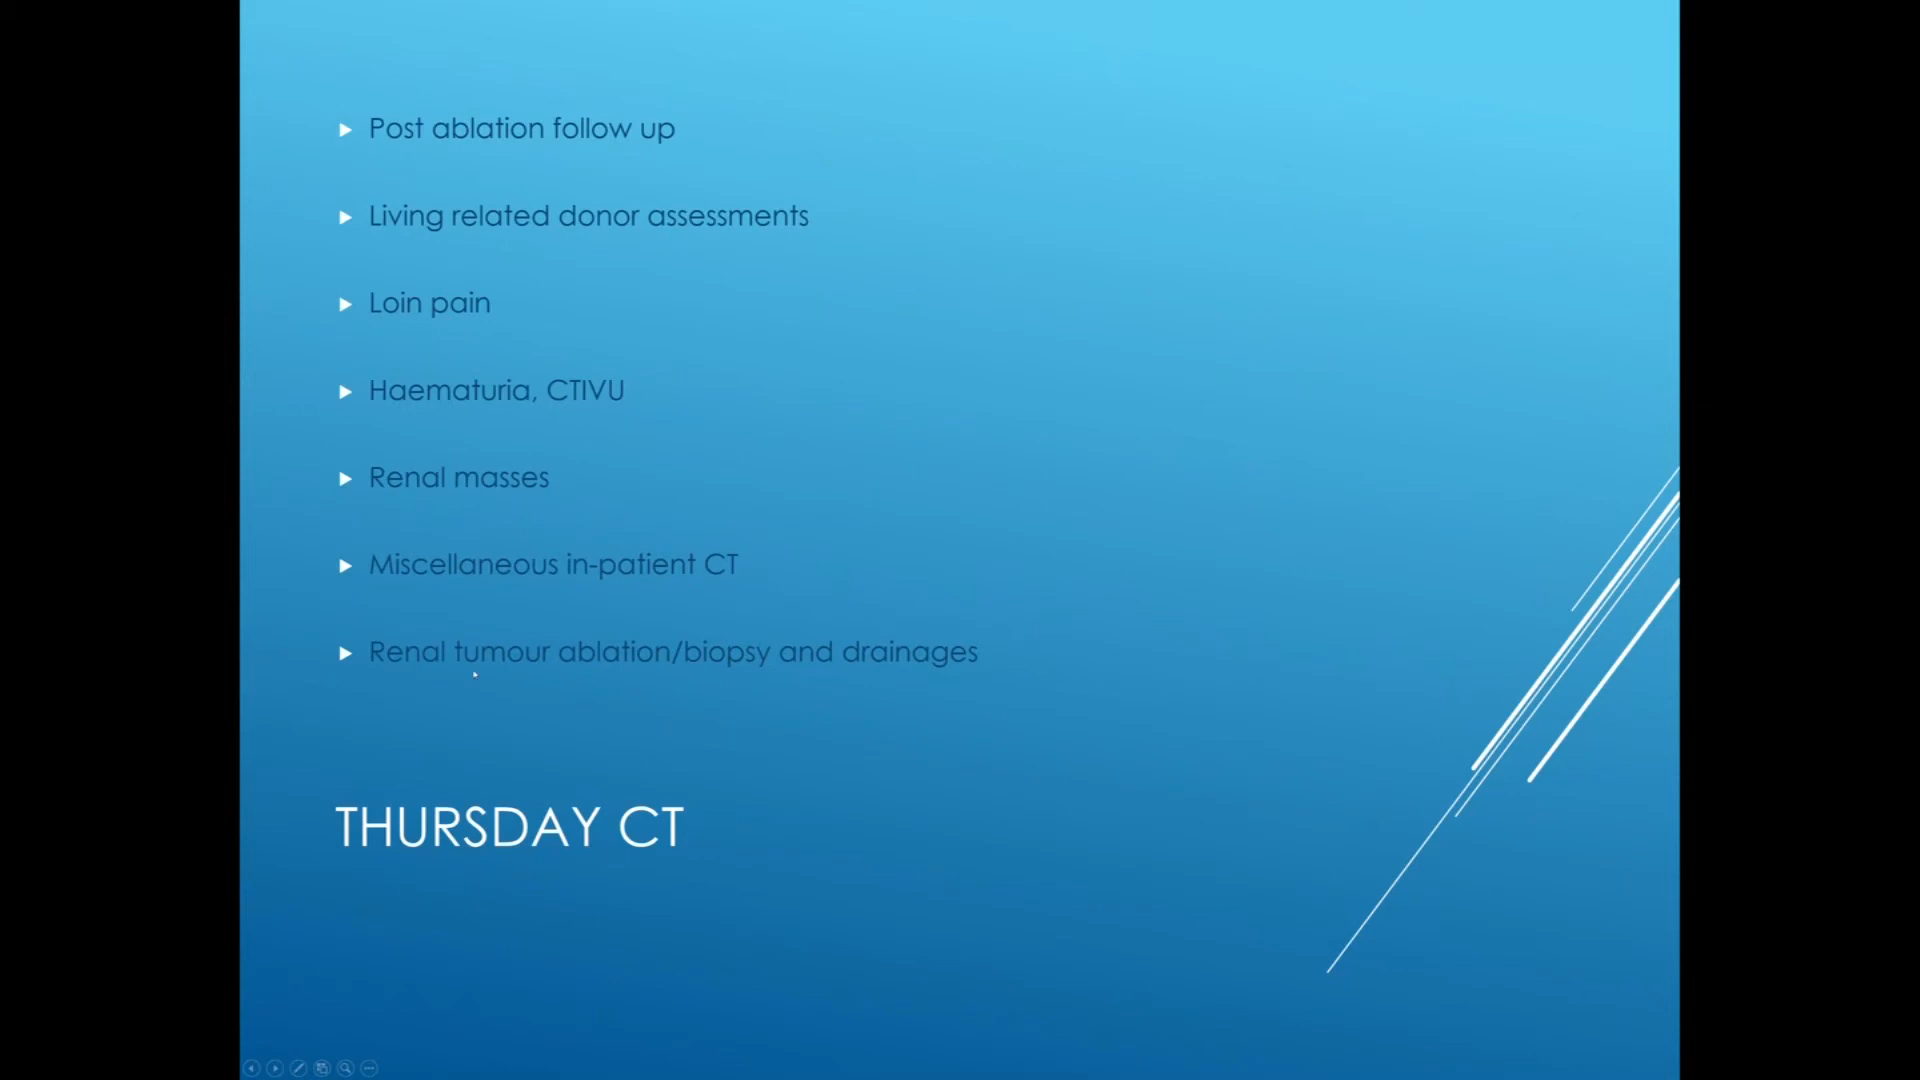 Post ablation follow up
Living related donor assessments
Loin pain
Haematuria, CTIVU
Renal masses
Miscellaneous in-patient CT
Renal tumour ablation/biopsy and drainages
THURSDAY CT